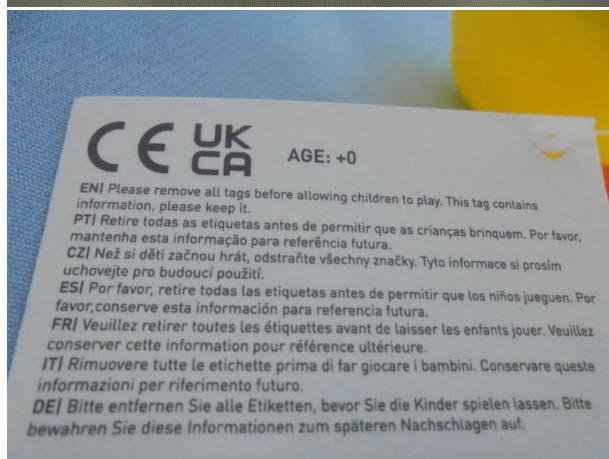 CE UK
CA AGE: +0
EN| Please remove all tags before allowing children to play. This tag contains
information, please keep it.
PT| Retire todas as etiquetas antes de permitir que as crianças brinquem. Por favor,
mantenha esta informação para referência futura.
CZ| Než si děti začnou hrát, odstraňte všechny značky. Tyto informace si prosím
uchovejte pro budoucí použití.
ES| Por favor, retire todas las etiquetas antes de permitir que los niños jueguen. Por
favor,conserve esta información para referencia futura.
FR| Veuillez retirer toutes les étiquettes avant de laisser les enfants jouer. Veuillez
conserver cette information pour référence ultérieure.
IT| Rimuovere tutte le etichette prima di far giocare i bambini. Conservare queste
informazioni per riferimento futuro.
DE| Bitte entfernen Sie alle Etiketten, bevor Sie die Kinder spielen lassen. Bitte
bewahren Sie diese Informationen zum späteren Nachschlagen auf.